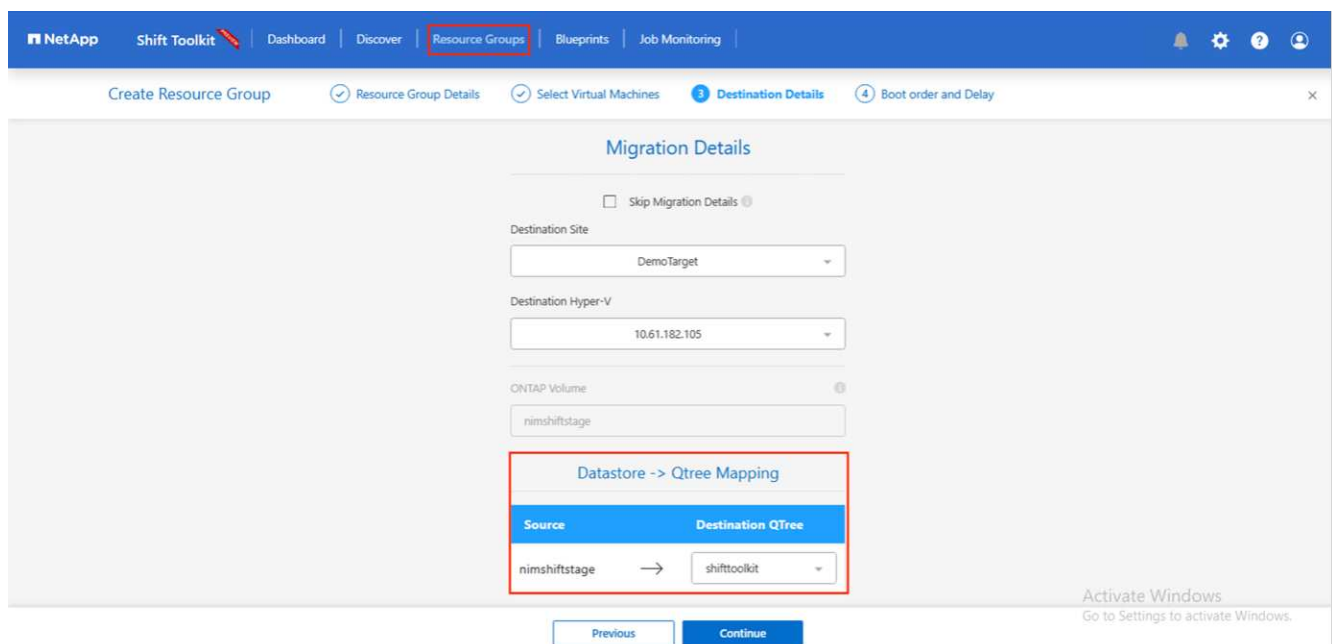 NetApp Shift Toolkit Dashboard Discover Resource Groups Blueprints Job Monitoring
Create Resource Group Resource Group Details Select Virtual Machines 3 Destination Details 4 Boot order and Delay
Migration Details
Skip Migration Details
Destination Site
DemoTarget
Destination Hyper-V
10.61.182.105
ONTAP Volume
nimshiftstage
Datastore -> Qtree Mapping
Source Destination QTree
nimshiftstage → shifttoolkit
Activate Windows
Go to Settings to activate Windows.
Previous Continue